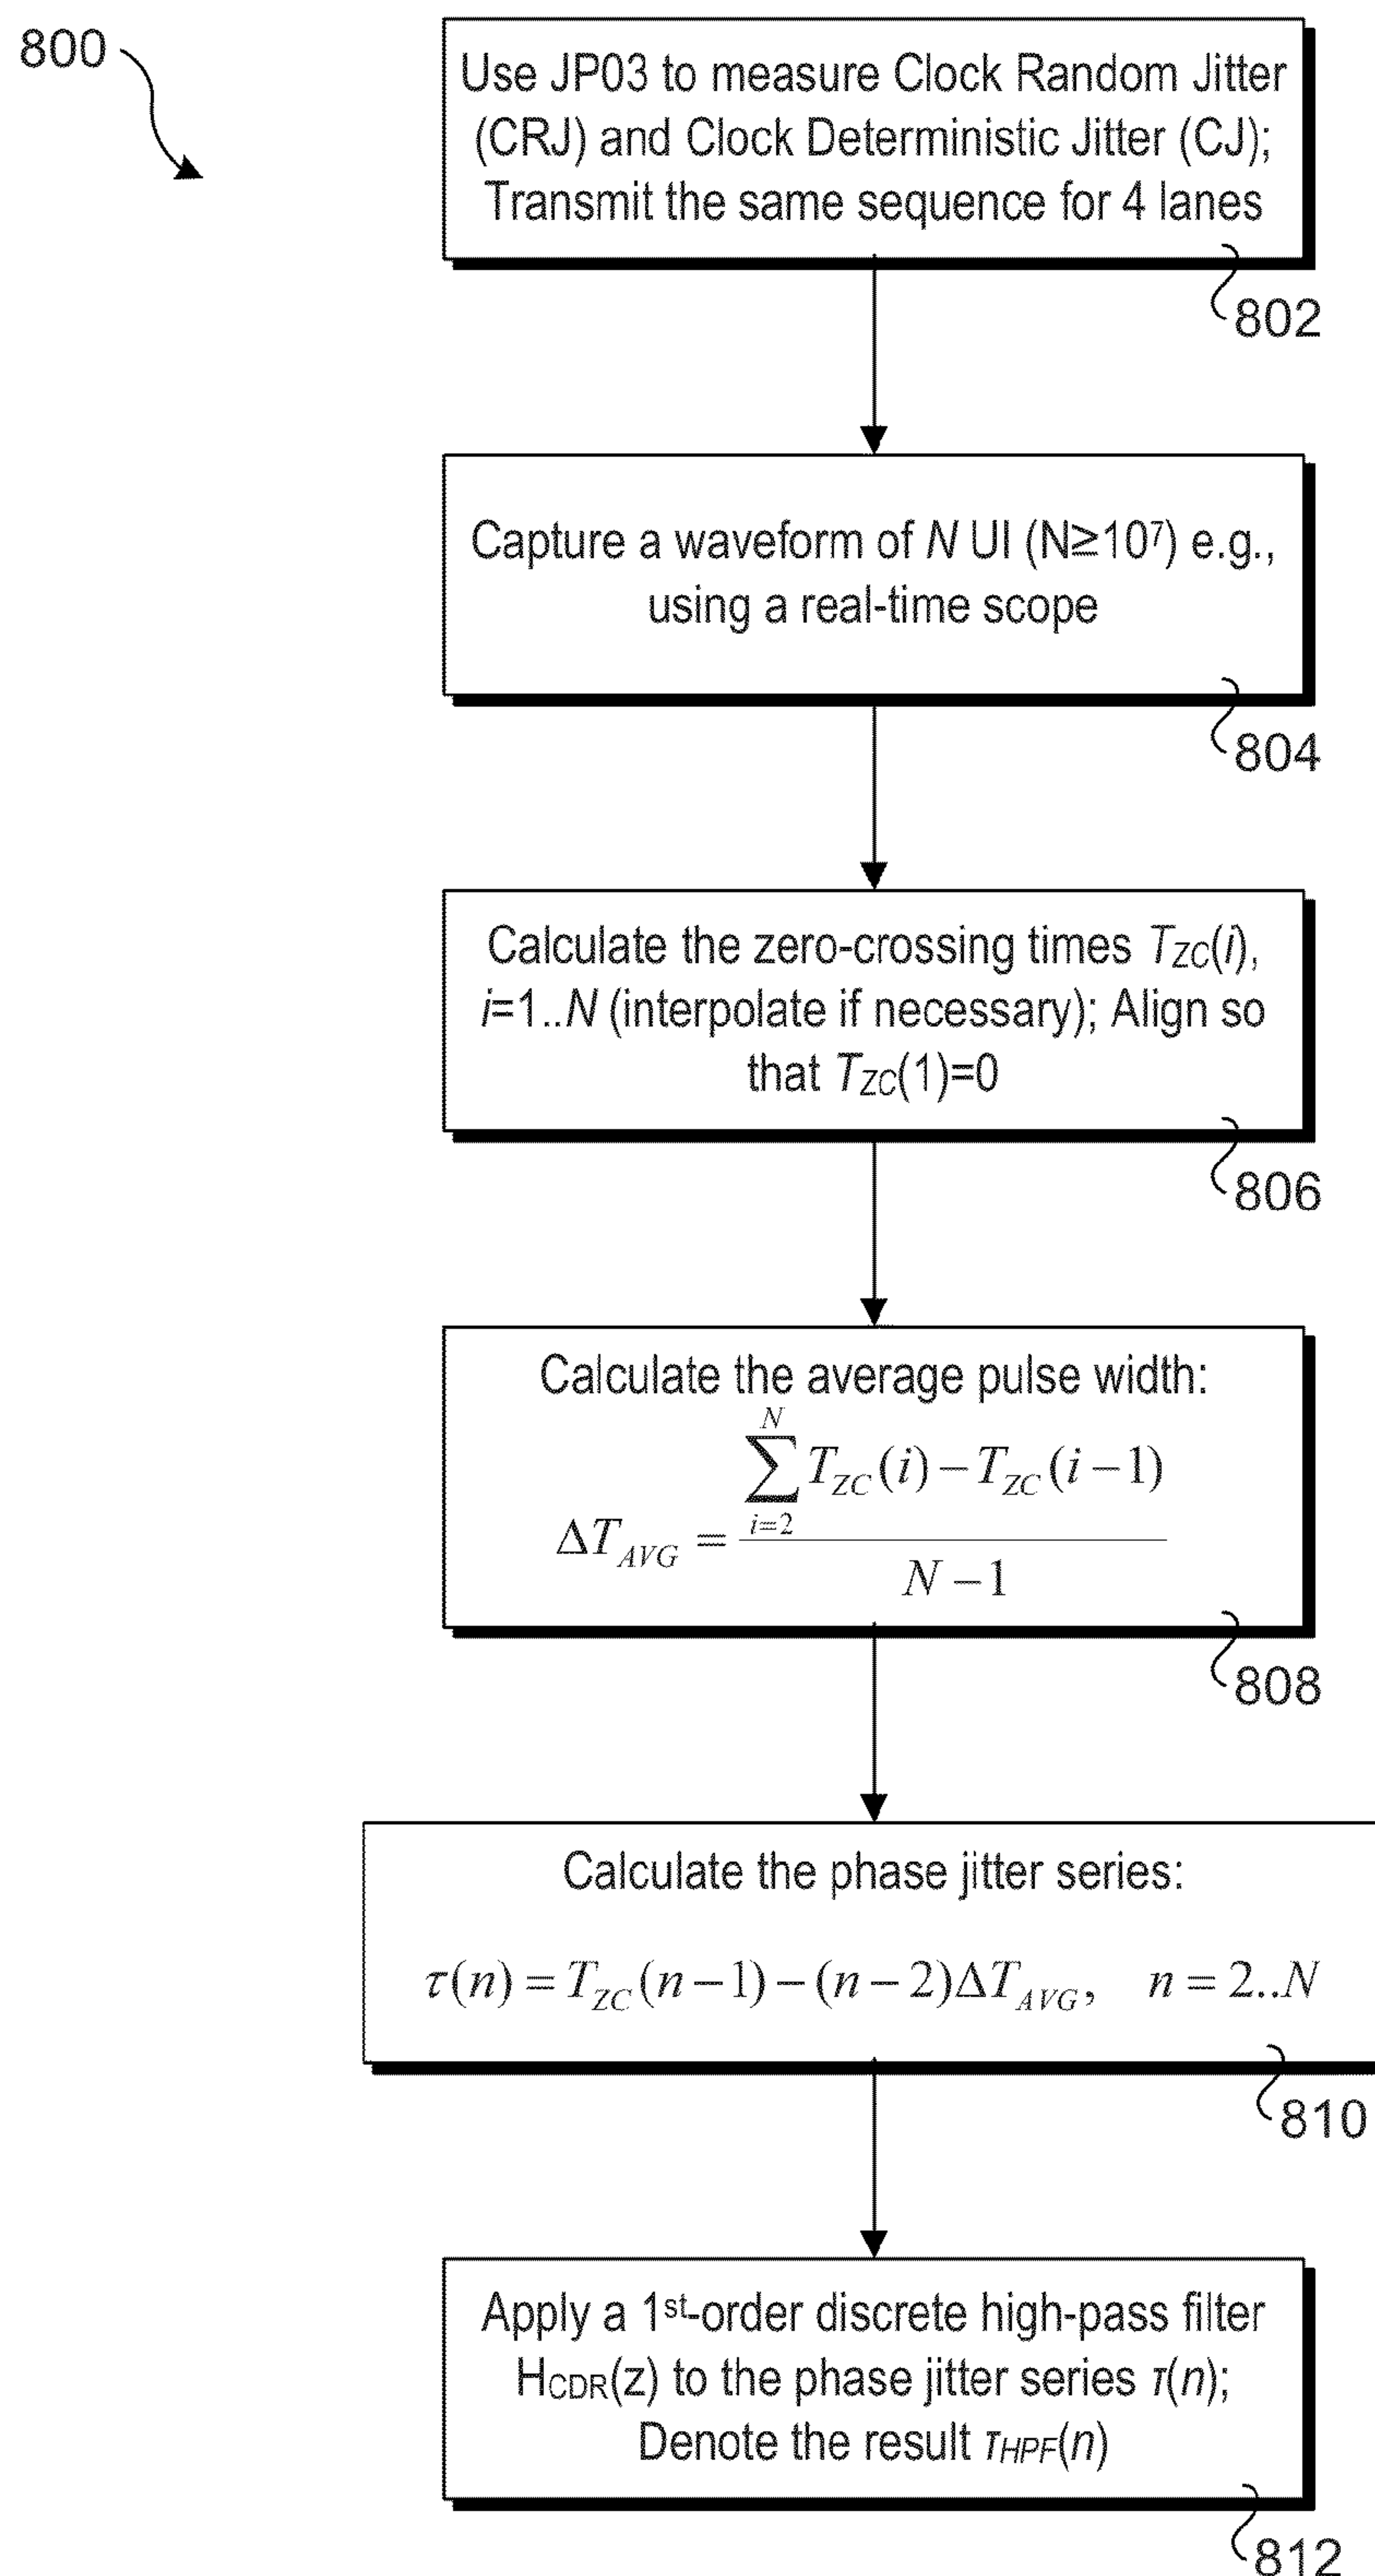 800
Use JP03 to measure Clock Random Jitter
(CRJ) and Clock Deterministic Jitter (CJ);
Transmit the same sequence for 4 lanes
802
Capture a waveform of N UI (N≥10⁷) e.g.,
using a real-time scope
804
Calculate the zero-crossing times T_ZC(i),
i=1..N (interpolate if necessary); Align so
that T_ZC(1)=0
806
Calculate the average pulse width:
ΔT_AVG = \frac{\sum_{i=2}^{N} T_ZC(i) − T_ZC(i−1)}{N−1}
808
Calculate the phase jitter series:
τ(n) = T_ZC(n−1) − (n−2)ΔT_AVG, n = 2..N
810
Apply a 1st-order discrete high-pass filter
H_CDR(z) to the phase jitter series τ(n);
Denote the result τ_HPF(n)
812